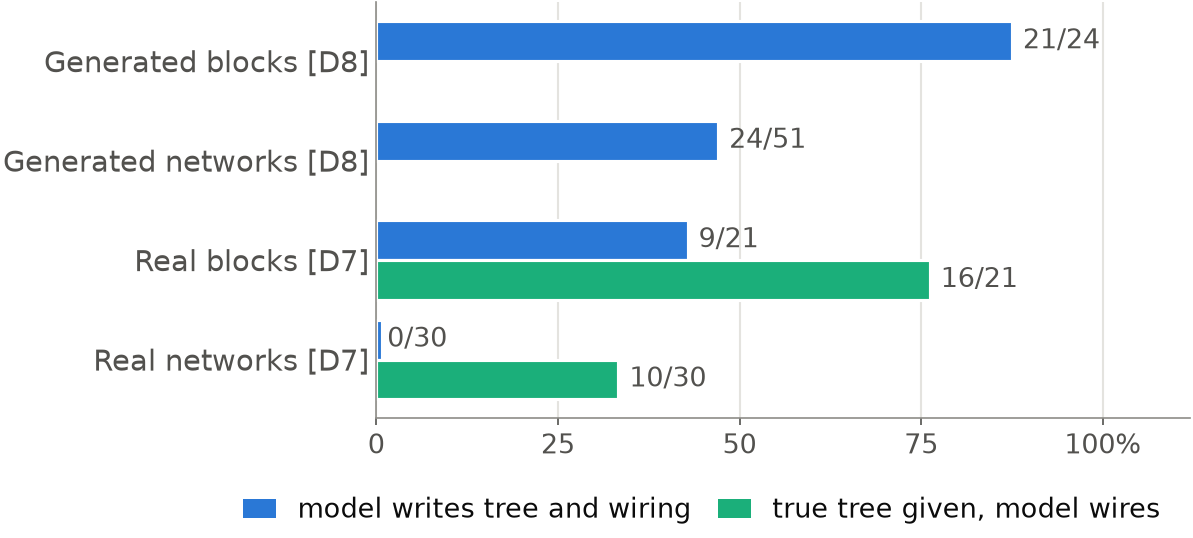 Generated blocks [D8]
21/24
Generated networks [D8]
24/51
Real blocks [D7]
9/21
16/21
Real networks [D7]
0/30
10/30
0 25 50 75 100%
model writes tree and wiring true tree given, model wires